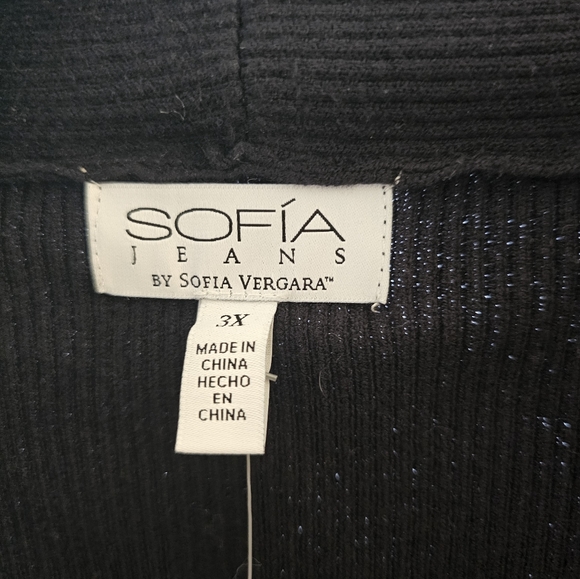 SOFÍA
JEANS
BY SOFIA VERGARA™
3X
MADE IN
CHINA
HECHO
EN
CHINA